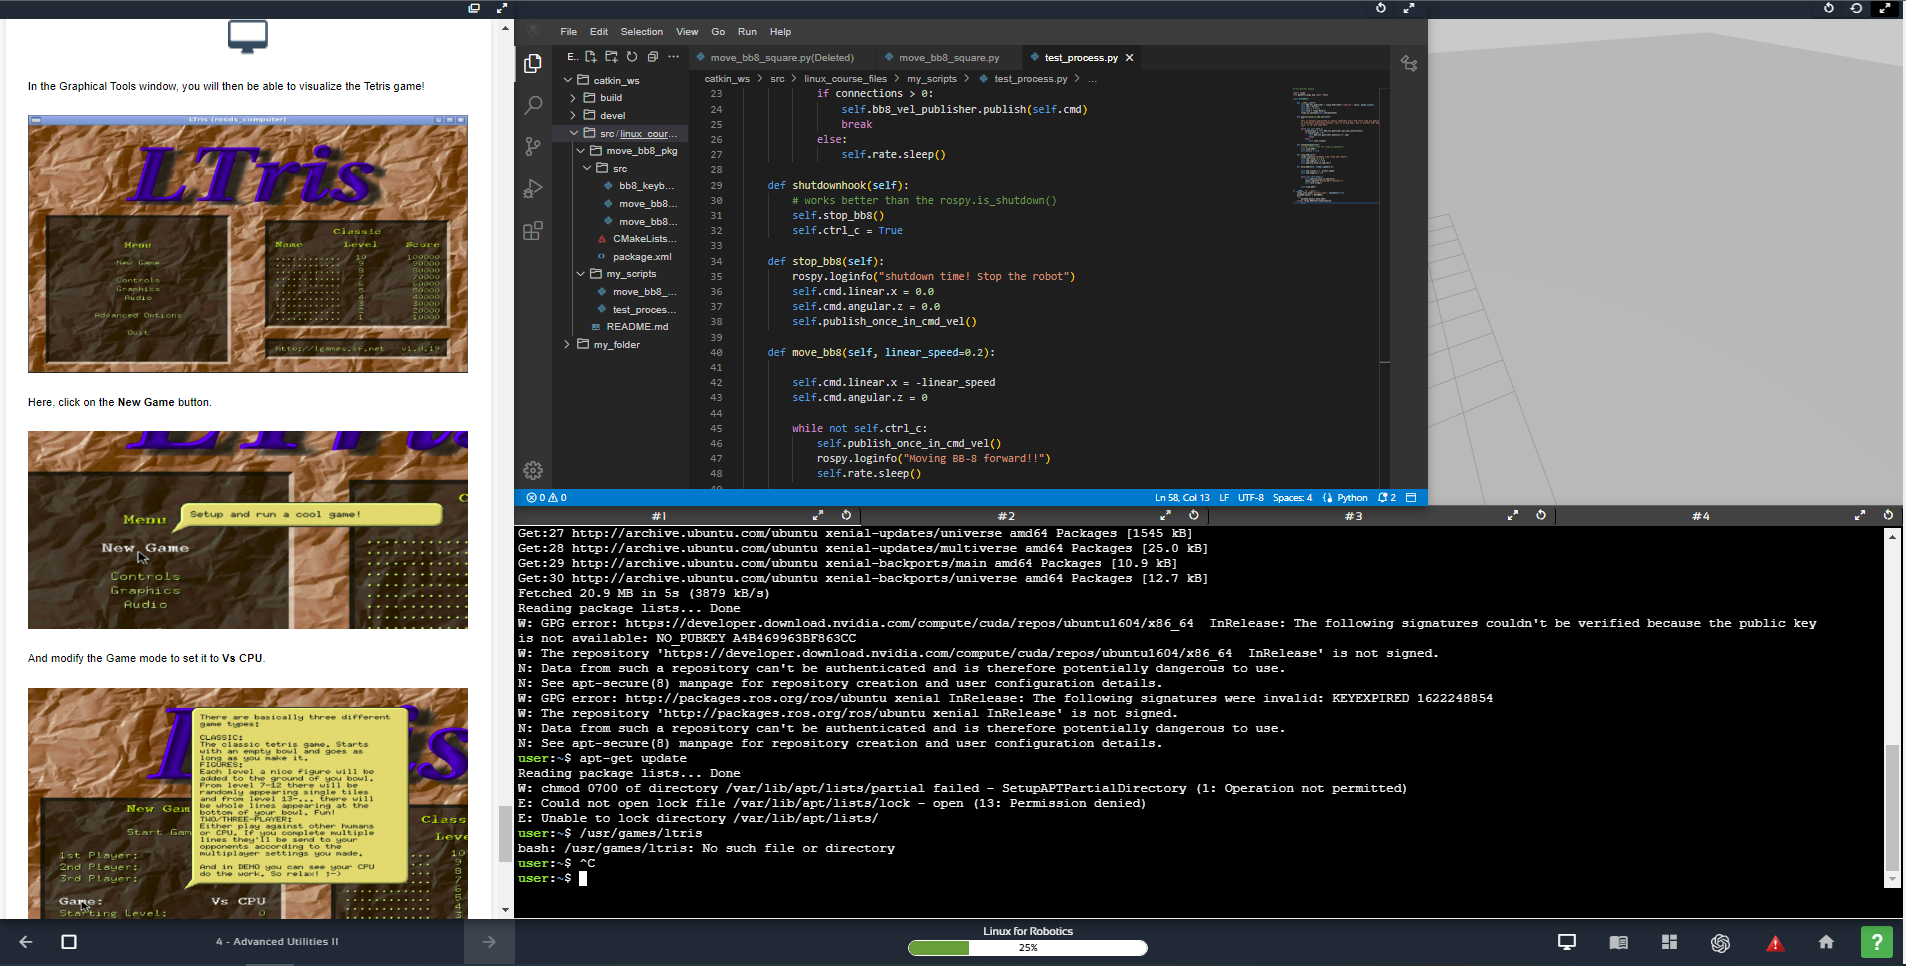 In the Graphical Tools window, you will then be able to visualize the Tetris game!
LTris (rosds_computer)
LTris
Menu
New Game
Controls
Graphics
Audio
Advanced Options
Quit
Classic
Name Level Score
10 100000
9 90000
8 80000
7 70000
6 60000
5 50000
4 40000
3 30000
2 20000
1 10000
http://lgames.sf.net v1.0.19
Here, click on the New Game button.
Menu
Setup and run a cool game!
New Game
Controls
Graphics
Audio
And modify the Game mode to set it to Vs CPU.
There are basically three different
game types:
CLASSIC:
The classic tetris game. Starts
with an empty bowl and goes as
long as you make it.
FIGURES:
Each level a nice figure will be
added to the ground of you bowl.
From level 7-12 there will be
randomly appearing single tiles
and from level 13-... there will
be whole lines appearing at the
bottom of your bowl. Fun!
TWO/THREE-PLAYER:
Either play against other humans
or CPU. If you complete multiple
lines they'll be send to your
opponents according to the
multiplayer settings you made.
And in DEMO you can see your CPU
do the work. So relax! ;-)
New Gam
Start Gam
1st Player:
2nd Player:
3rd Player:
Game: Vs CPU
Starting Level: 0
Class
Leve
10
9
8
7
6
5
4
3
File Edit Selection View Go Run Help
E..
catkin_ws
build
devel
src / linux_cour...
move_bb8_pkg
src
bb8_keyb...
move_bb8...
move_bb8...
CMakeLists...
package.xml
my_scripts
move_bb8_...
test_proces...
README.md
my_folder
move_bb8_square.py(Deleted) move_bb8_square.py test_process.py
catkin_ws > src > linux_course_files > my_scripts > test_process.py > ...
23 if connections > 0:
24 self.bb8_vel_publisher.publish(self.cmd)
25 break
26 else:
27 self.rate.sleep()
28
29 def shutdownhook(self):
30 # works better than the rospy.is_shutdown()
31 self.stop_bb8()
32 self.ctrl_c = True
33
34 def stop_bb8(self):
35 rospy.loginfo("shutdown time! Stop the robot")
36 self.cmd.linear.x = 0.0
37 self.cmd.angular.z = 0.0
38 self.publish_once_in_cmd_vel()
39
40 def move_bb8(self, linear_speed=0.2):
41
42 self.cmd.linear.x = -linear_speed
43 self.cmd.angular.z = 0
44
45 while not self.ctrl_c:
46 self.publish_once_in_cmd_vel()
47 rospy.loginfo("Moving BB-8 forward!!")
48 self.rate.sleep()
0 0 Ln 58, Col 13 LF UTF-8 Spaces: 4 Python 2
#1 #2 #3 #4
Get:27 http://archive.ubuntu.com/ubuntu xenial-updates/universe amd64 Packages [1545 kB]
Get:28 http://archive.ubuntu.com/ubuntu xenial-updates/multiverse amd64 Packages [25.0 kB]
Get:29 http://archive.ubuntu.com/ubuntu xenial-backports/main amd64 Packages [10.9 kB]
Get:30 http://archive.ubuntu.com/ubuntu xenial-backports/universe amd64 Packages [12.7 kB]
Fetched 20.9 MB in 5s (3879 kB/s)
Reading package lists... Done
W: GPG error: https://developer.download.nvidia.com/compute/cuda/repos/ubuntu1604/x86_64  InRelease: The following signatures couldn't be verified because the public key
is not available: NO_PUBKEY A4B469963BF863CC
W: The repository 'https://developer.download.nvidia.com/compute/cuda/repos/ubuntu1604/x86_64  InRelease' is not signed.
N: Data from such a repository can't be authenticated and is therefore potentially dangerous to use.
N: See apt-secure(8) manpage for repository creation and user configuration details.
W: GPG error: http://packages.ros.org/ros/ubuntu xenial InRelease: The following signatures were invalid: KEYEXPIRED 1622248854
W: The repository 'http://packages.ros.org/ros/ubuntu xenial InRelease' is not signed.
N: Data from such a repository can't be authenticated and is therefore potentially dangerous to use.
N: See apt-secure(8) manpage for repository creation and user configuration details.
user:~$ apt-get update
Reading package lists... Done
W: chmod 0700 of directory /var/lib/apt/lists/partial failed - SetupAPTPartialDirectory (1: Operation not permitted)
E: Could not open lock file /var/lib/apt/lists/lock - open (13: Permission denied)
E: Unable to lock directory /var/lib/apt/lists/
user:~$ /usr/games/ltris
bash: /usr/games/ltris: No such file or directory
user:~$ ^C
user:~$
4 - Advanced Utilities II
Linux for Robotics
25%
?